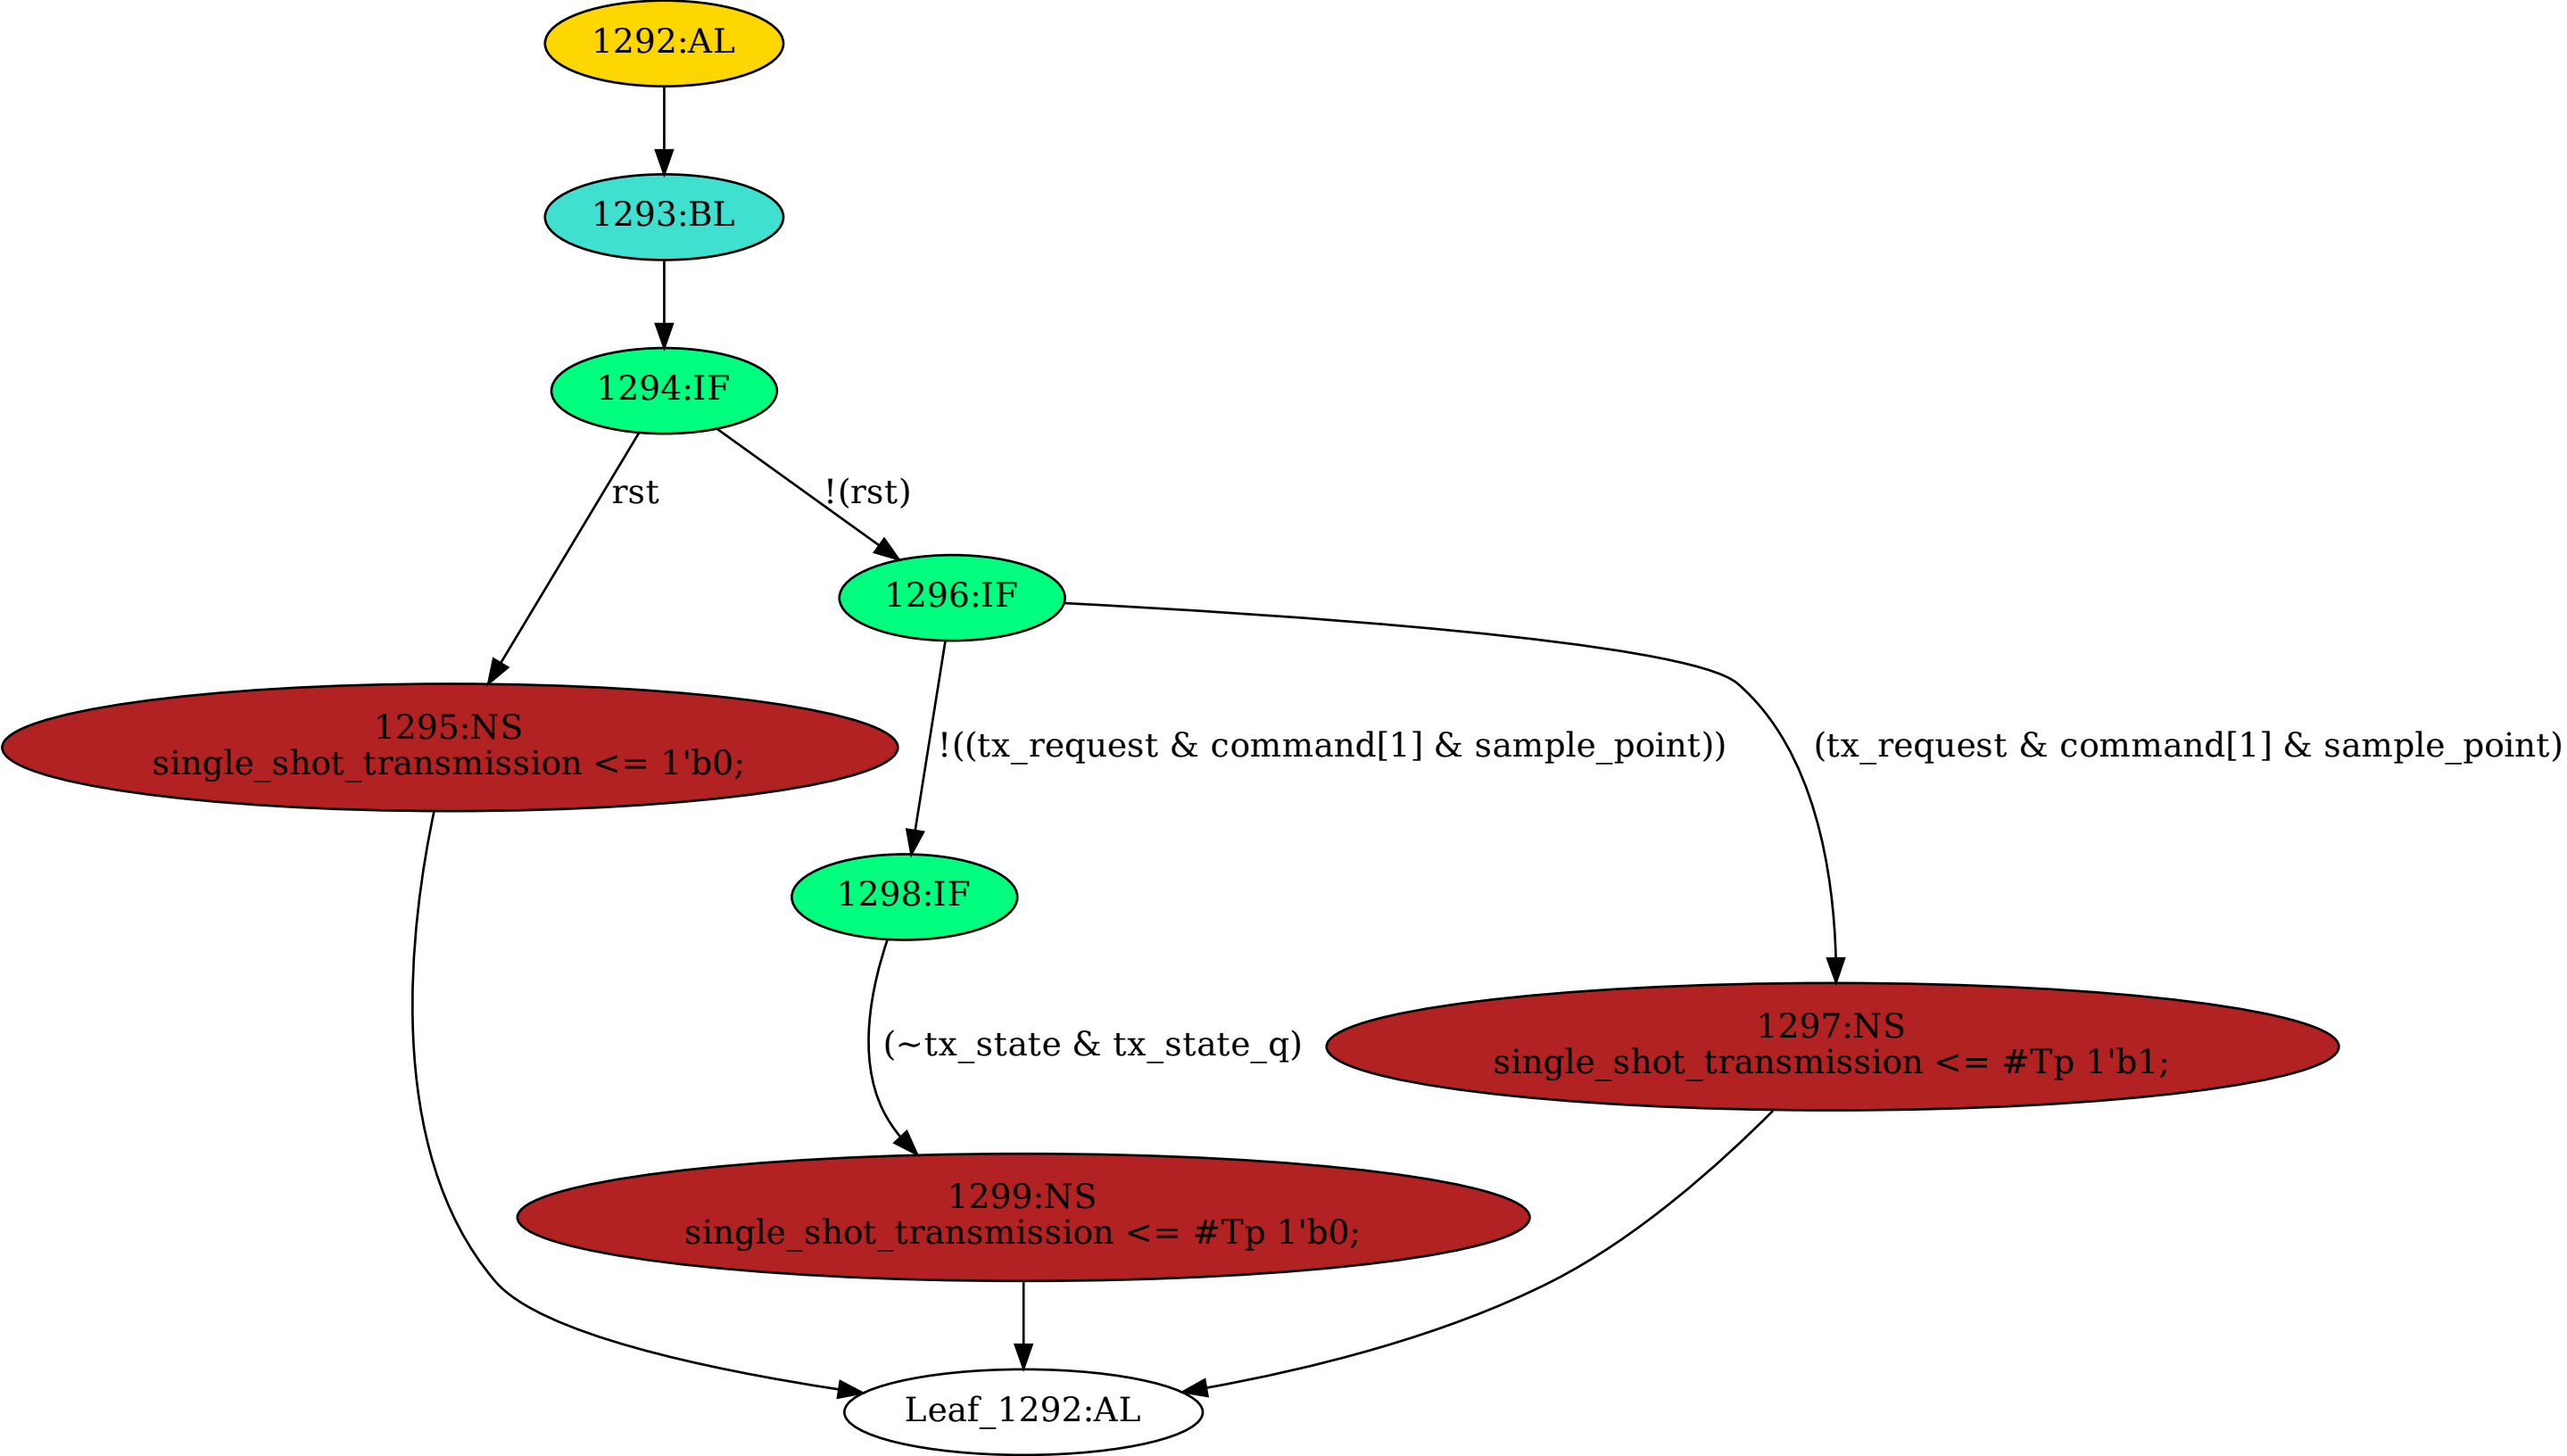 1292:AL
1293:BL
1294:IF
rst
!(rst)
1296:IF
1295:NS
single_shot_transmission <= 1'b0;
!((tx_request & command[1] & sample_point))
(tx_request & command[1] & sample_point)
1298:IF
(~tx_state & tx_state_q)
1297:NS
single_shot_transmission <= #Tp 1'b1;
1299:NS
single_shot_transmission <= #Tp 1'b0;
Leaf_1292:AL